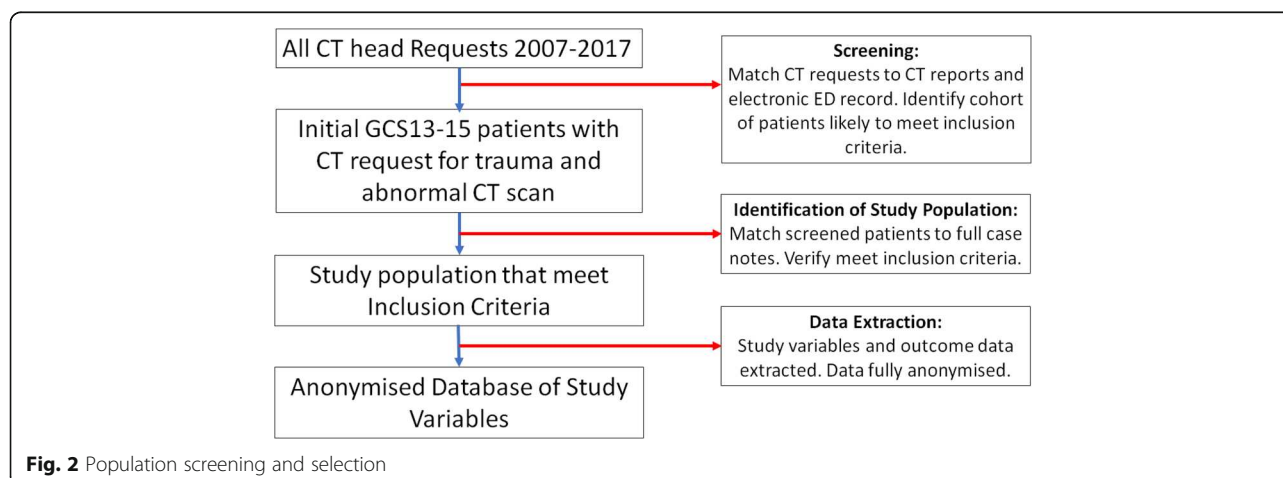 All CT head Requests 2007-2017
Screening:
Match CT requests to CT reports and
electronic ED record. Identify cohort
of patients likely to meet inclusion
criteria.
Initial GCS13-15 patients with
CT request for trauma and
abnormal CT scan
Identification of Study Population:
Match screened patients to full case
notes. Verify meet inclusion criteria.
Study population that meet
Inclusion Criteria
Data Extraction:
Study variables and outcome data
extracted. Data fully anonymised.
Anonymised Database of Study
Variables
Fig. 2 Population screening and selection